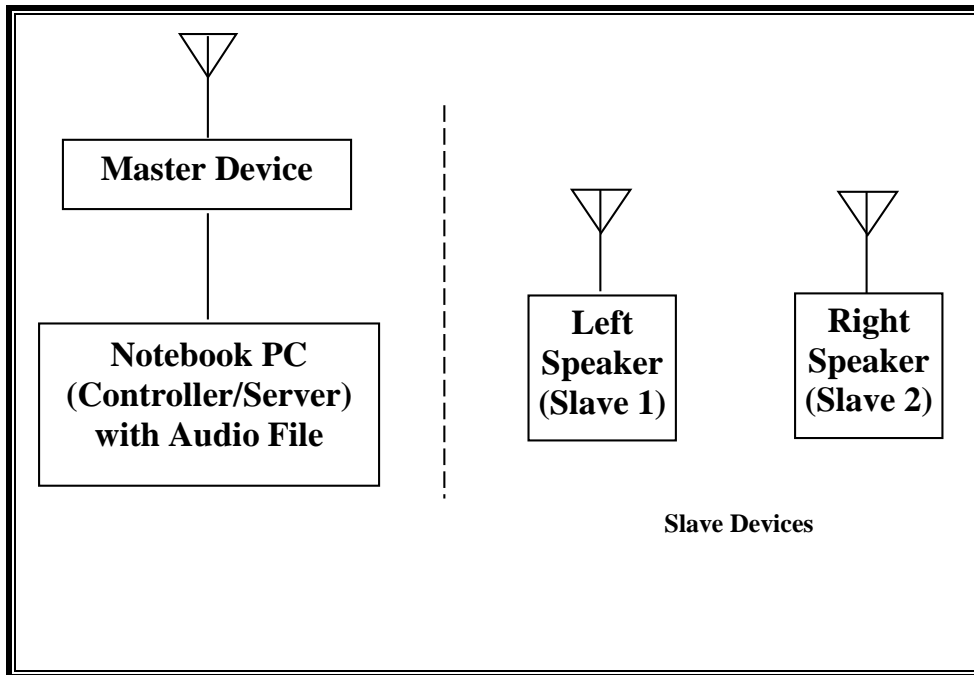 Master Device
Notebook PC
(Controller/Server)
with Audio File
Left
Speaker
(Slave 1)
Right
Speaker
(Slave 2)
Slave Devices